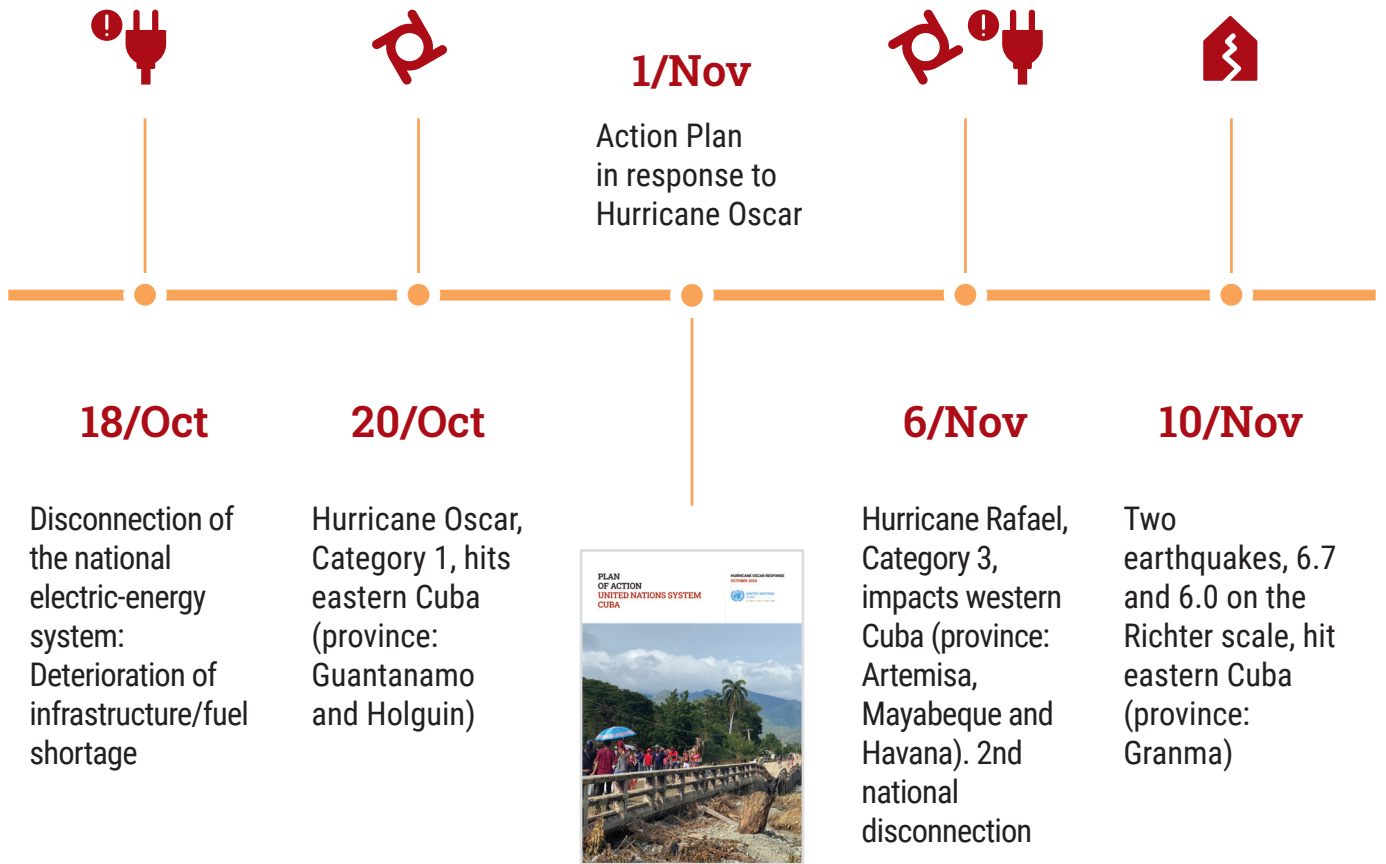 1/Nov
Action Plan
in response to
Hurricane Oscar
18/Oct
Disconnection of
the national
electric-energy
system:
Deterioration of
infrastructure/fuel
shortage
20/Oct
Hurricane Oscar,
Category 1, hits
eastern Cuba
(province:
Guantanamo
and Holguin)
PLAN
OF ACTION
UNITED NATIONS SYSTEM
CUBA
HURRICANE OSCAR RESPONSE
OCTOBER 2024
UNITED NATIONS
CUBA
6/Nov
Hurricane Rafael,
Category 3,
impacts western
Cuba (province:
Artemisa,
Mayabeque and
Havana). 2nd
national
disconnection
10/Nov
Two
earthquakes, 6.7
and 6.0 on the
Richter scale, hit
eastern Cuba
(province:
Granma)